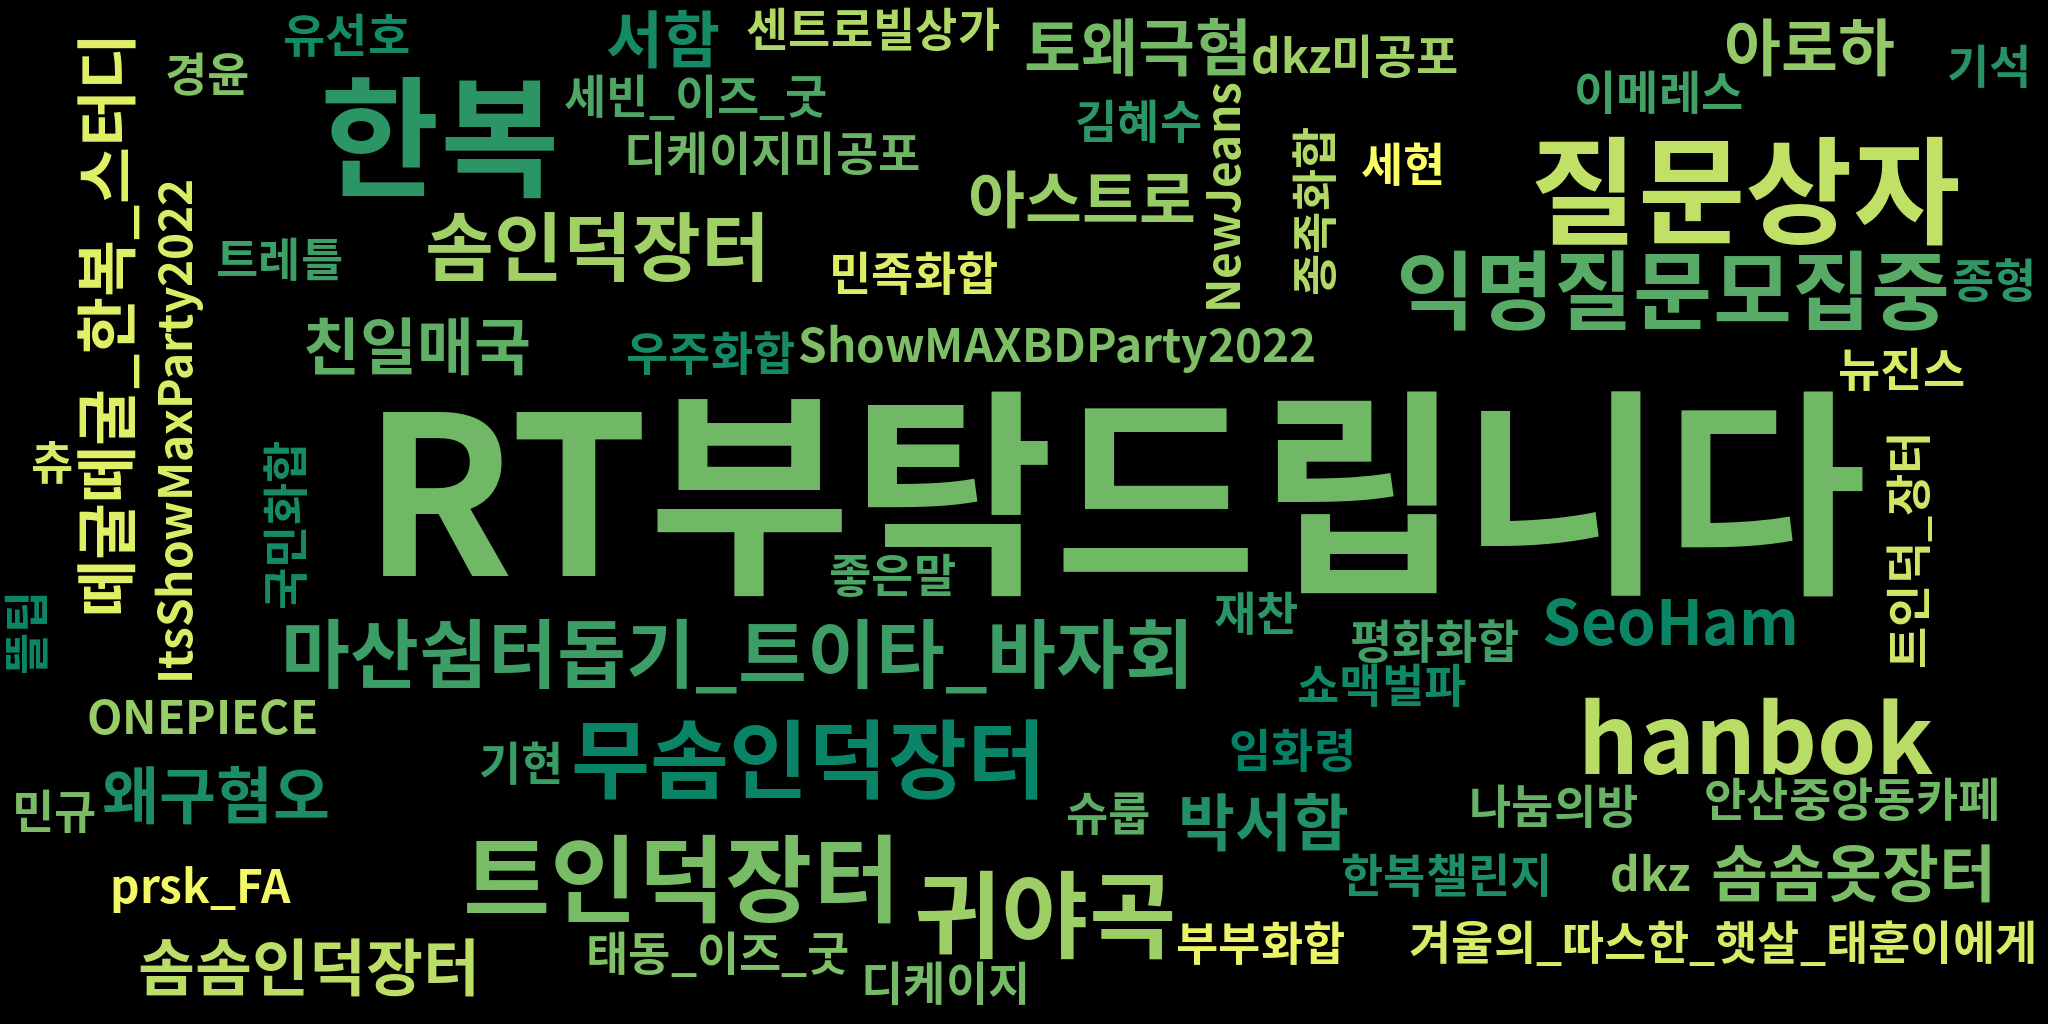 유선호
서함
센트로빌상가
토왜극혐
dkz미공포
아로하
기석
경윤
한복
세빈_이즈_굿
김혜수
이메레스
디케이지미공포
세현
질문상자
아스트로
NewJeans
종족화합
떼굴떼굴_한복_스터디
ItsShowMaxParty2022
트레틀
솜인덕장터
민족화합
익명질문모집중
종형
친일매국
우주화합
ShowMAXBDParty2022
뉴진스
RT부탁드립니다
츄
국민화합
좋은말
트인덕_장터
뜰팁
재찬
SeoHam
마산쉼터돕기_트이타_바자회
평화화합
쇼맥벌파
ONEPIECE
hanbok
기현
무솜인덕장터
임화령
민규
왜구혐오
슈룹
박서함
나눔의방
안산중앙동카페
prsk_FA
트인덕장터
귀야곡
한복챌린지
dkz
솜솜옷장터
솜솜인덕장터
태동_이즈_굿
디케이지
부부화합
겨울의_따스한_햇살_태훈이에게